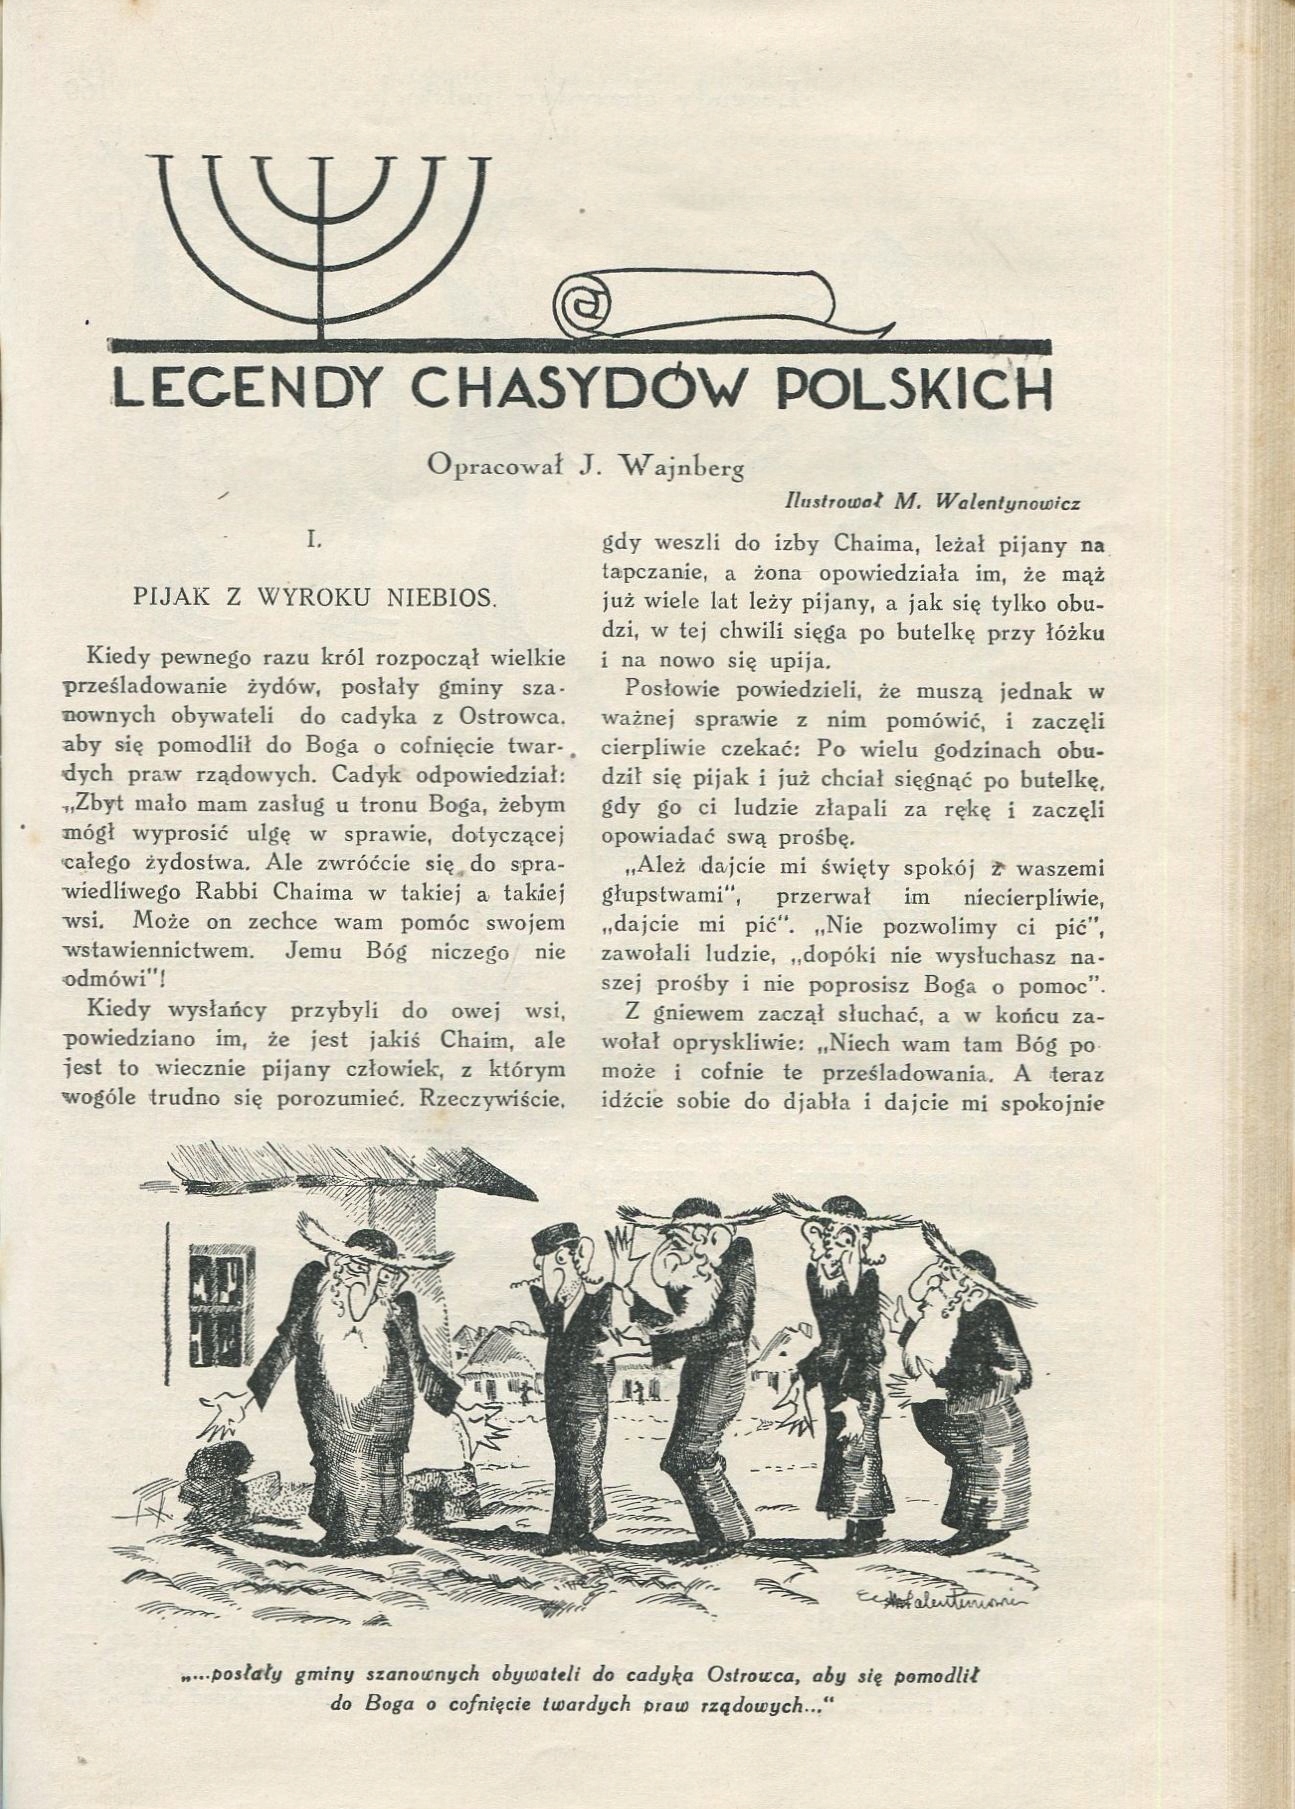 LEGENDY CHASYDÓW POLSKICH
Opracował J. Wajnberg
Ilustrował M. Walentynowicz
I.
PIJAK Z WYROKU NIEBIOS.
Kiedy pewnego razu król rozpoczął wielkie
prześladowanie żydów, posłały gminy sza-
nownych obywateli do cadyka z Ostrowca,
aby się pomodlił do Boga o cofnięcie twar-
dych praw rządowych. Cadyk odpowiedział:
„Zbyt mało mam zasług u tronu Boga, żebym
mógł wyprosić ulgę w sprawie, dotyczącej
całego żydostwa. Ale zwróćcie się do spra-
wiedliwego Rabbi Chaima w takiej a takiej
wsi. Może on zechce wam pomóc swojem
wstawiennictwem. Jemu Bóg niczego nie
odmówi"!
Kiedy wysłańcy przybyli do owej wsi,
powiedziano im, że jest jakiś Chaim, ale
jest to wiecznie pijany człowiek, z którym
wogóle trudno się porozumieć. Rzeczywiście,
gdy weszli do izby Chaima, leżał pijany na
tapczanie, a żona opowiedziała im, że mąż
już wiele lat leży pijany, a jak się tylko obu-
dzi, w tej chwili sięga po butelkę przy łóżku
i na nowo się upija.
Posłowie powiedzieli, że muszą jednak w
ważnej sprawie z nim pomówić, i zaczęli
cierpliwie czekać: Po wielu godzinach obu-
dził się pijak i już chciał sięgnąć po butelkę,
gdy go ci ludzie złapali za rękę i zaczęli
opowiadać swą prośbę.
„Ależ dajcie mi święty spokój z waszemi
głupstwami", przerwał im niecierpliwie,
„dajcie mi pić". „Nie pozwolimy ci pić",
zawołali ludzie, „dopóki nie wysłuchasz na-
szej prośby i nie poprosisz Boga o pomoc".
Z gniewem zaczął słuchać, a w końcu za-
wołał opryskliwie: „Niech wam tam Bóg po
może i cofnie te prześladowania. A teraz
idźcie sobie do djabła i dajcie mi spokojnie
„...posłały gminy szanownych obywateli do cadyka Ostrowca, aby się pomodlił
do Boga o cofnięcie twardych praw rządowych..."